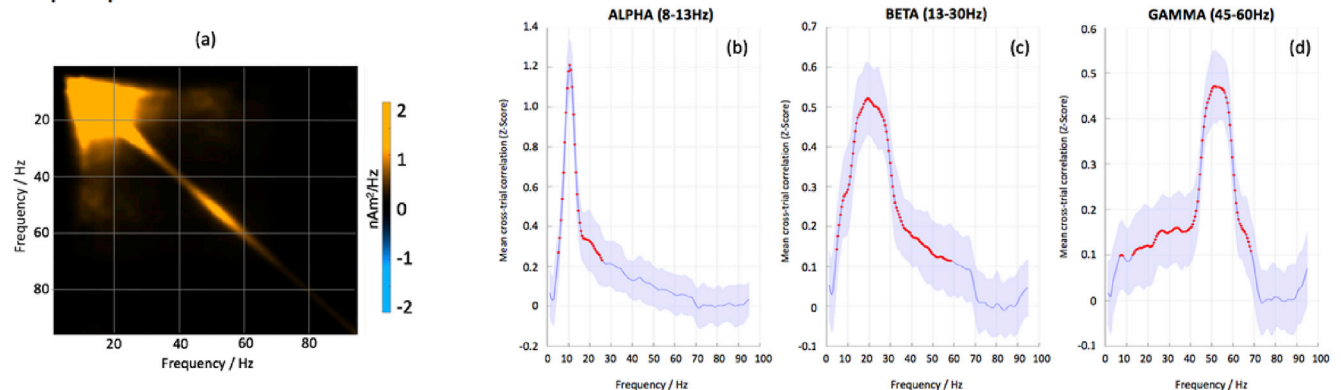 (a)
20
40
60
80
20
40
60
80
Frequency / Hz
Frequency / Hz
2
1
0
-1
-2
nAm²/Hz
ALPHA (8-13Hz)
(b)
1.2
1.0
0.8
0.6
0.4
0.2
0
-0.2
Mean cross-trial correlation (Z-Score)
0 10 20 30 40 50 60 70 80 90 100
Frequency / Hz
BETA (13-30Hz)
(c)
0.7
0.6
0.5
0.4
0.3
0.2
0.1
0
-0.1
Mean cross-trial correlation (Z-Score)
0 10 20 30 40 50 60 70 80 90 100
Frequency / Hz
GAMMA (45-60Hz)
(d)
0.6
0.5
0.4
0.3
0.2
0.1
0
-0.1
Mean cross-trial correlation (Z-Score)
0 10 20 30 40 50 60 70 80 90 100
Frequency / Hz